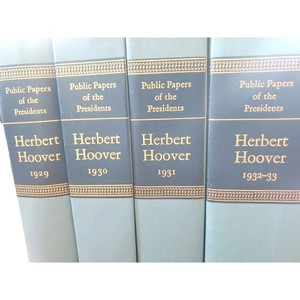 Public Papers
of the
Presidents
Herbert
Hoover
1929
Public Papers
of the
Presidents
Herbert
Hoover
1930
Public Papers
of the
Presidents
Herbert
Hoover
1931
Public Papers
of the
Presidents
Herbert
Hoover
1932-33